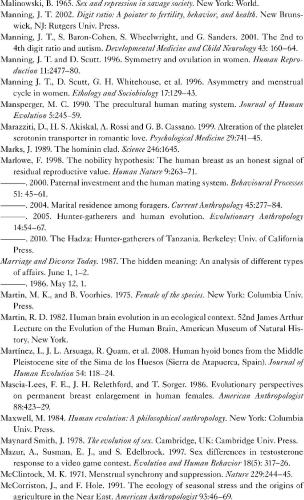 Malinowski, B. 1965. Sex and repression in savage society. New York: World.
Manning, J. T. 2002. Digit ratio: A pointer to fertility, behavior, and health. New Bruns-
wick, NJ: Rutgers Univ. Press.
Manning, J. T., S. Baron-Cohen, S. Wheelwright, and G. Sanders. 2001. The 2nd to
4th digit ratio and autism. Developmental Medicine and Child Neurology 43: 160–64.
Manning, J. T. and D. Scutt. 1996. Symmetry and ovulation in women. Human Repro-
duction 11:2477–80.
Manning J T., D. Scutt, G. H. Whitehouse, et al. 1996. Asymmetry and menstrual
cycle in women. Ethology and Sociobiology 17:129–43.
Mansperger, M. C. 1990. The precultural human mating system. Journal of Human
Evolution 5:245–59.
Marazziti, D., H. S. Akiskal, A. Rossi and G. B. Cassano. 1999. Alteration of the platelet
serotonin transporter in romantic love. Psychological Medicine 29:741–45.
Marks, J. 1989. The hominin clad. Science 246:1645.
Marlowe, F. 1998. The nobility hypothesis: The human breast as an honest signal of
residual reproductive value. Human Nature 9:263–71.
———. 2000. Paternal investment and the human mating system. Behavioural Processes
51: 45–61.
———. 2004. Marital residence among foragers. Current Anthropology 45:277–84.
———. 2005. Hunter-gatherers and human evolution. Evolutionary Anthropology
14:54–67.
———. 2010. The Hadza: Hunter-gatherers of Tanzania. Berkeley: Univ. of California
Press.
Marriage and Divorce Today. 1987. The hidden meaning: An analysis of different types
of affairs. June 1, 1–2.
———. 1986. May 12, 1.
Martin, M. K., and B. Voorhies. 1975. Female of the species. New York: Columbia Univ.
Press.
Martin, R. D. 1982. Human brain evolution in an ecological context. 52nd James Arthur
Lecture on the Evolution of the Human Brain, American Museum of Natural His-
tory, New York.
Martínez, I., J. L. Arsuaga, R. Quam, et al. 2008. Human hyoid bones from the Middle
Pleistocene site of the Sima de los Huesos (Sierra de Atapuerca, Spain). Journal of
Human Evolution 54: 118–24.
Mascia-Lees, F. E., J. H. Relethford, and T. Sorger. 1986. Evolutionary perspectives
on permanent breast enlargement in human females. American Anthropologist
88:423–29.
Maxwell, M. 1984. Human evolution: A philosophical anthropology. New York: Columbia
Univ. Press.
Maynard Smith, J. 1978. The evolution of sex. Cambridge, UK: Cambridge Univ. Press.
Mazur, A., Susman, E. J., and S. Edelbrock. 1997. Sex differences in testosterone
response to a video game contest. Evolution and Human Behavior 18(5): 317–26.
McClintock, M. K. 1971. Menstrual synchrony and suppression. Nature 229:244–45.
McCorriston, J., and F. Hole. 1991. The ecology of seasonal stress and the origins of
agriculture in the Near East. American Anthropologist 93:46–69.